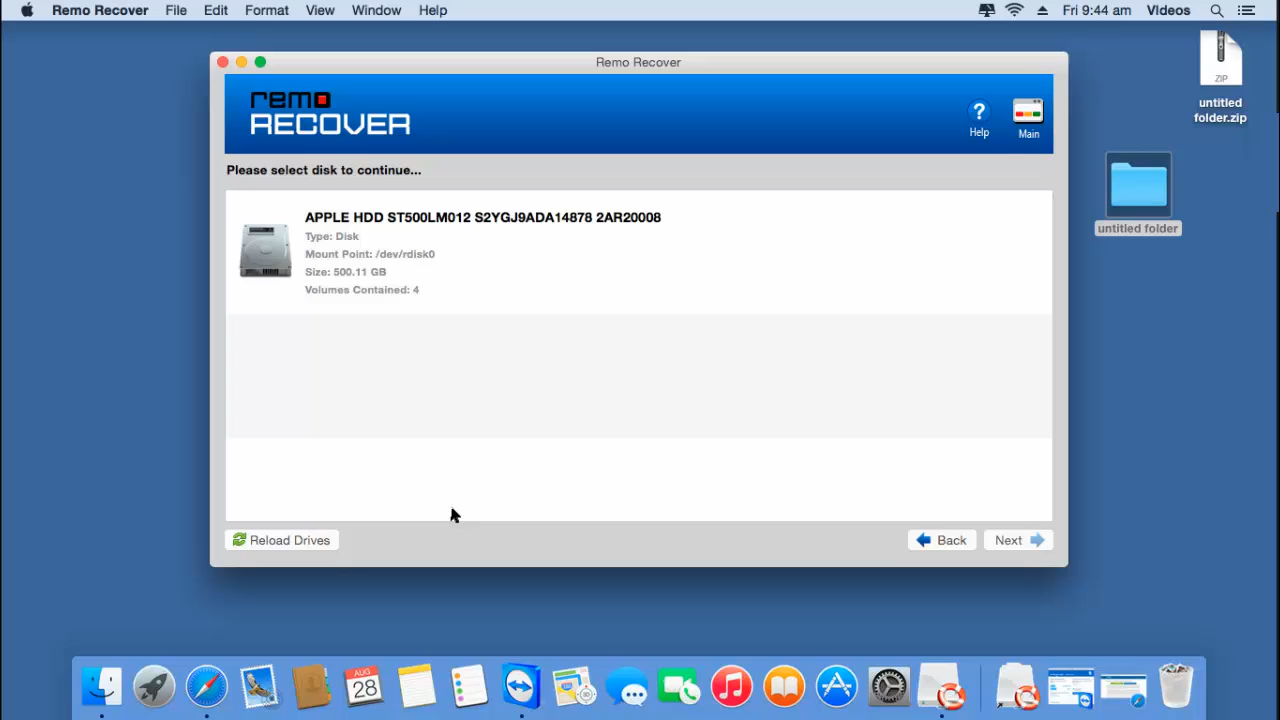 Remo Recover File Edit Format View Window Help Fri 9:44 am VIdeos
Remo Recover
remo
RECOVER
? Help
Main
Please select disk to continue...
APPLE HDD ST500LM012 S2YGJ9ADA14878 2AR20008
Type: Disk
Mount Point: /dev/rdisk0
Size: 500.11 GB
Volumes Contained: 4
Reload Drives
Back
Next
ZIP
untitled
folder.zip
untitled folder
AUG
28